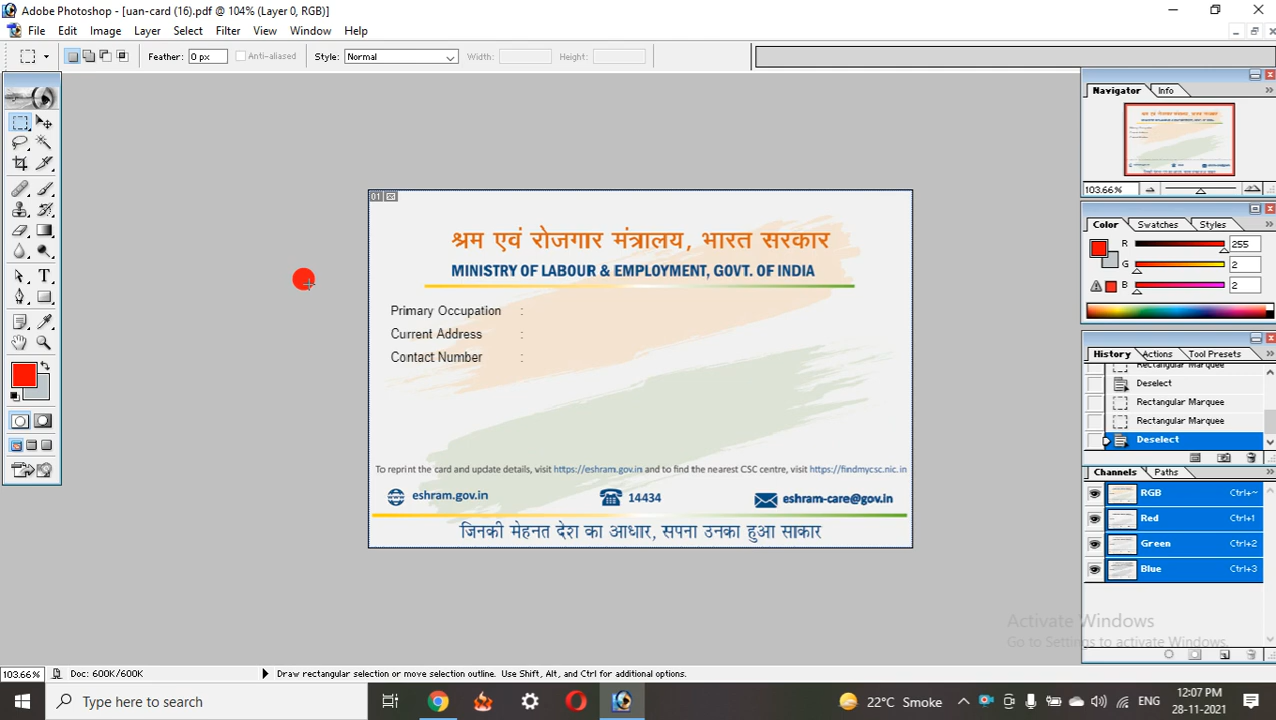 Adobe Photoshop - [uan-card (16).pdf @ 104% (Layer 0, RGB)]
File Edit Image Layer Select Filter View Window Help
Feather: 0 px Anti-aliased Style: Normal Width: Height:
Navigator Info
103.66%
Color Swatches Styles
R 255
G 2
B 2
History Actions Tool Presets
Rectangular Marquee
Deselect
Rectangular Marquee
Rectangular Marquee
Deselect
Channels Paths
RGB Ctrl+~
Red Ctrl+1
Green Ctrl+2
Blue Ctrl+3
01
श्रम एवं रोजगार मंत्रालय, भारत सरकार
MINISTRY OF LABOUR & EMPLOYMENT, GOVT. OF INDIA
Primary Occupation :
Current Address :
Contact Number :
To reprint the card and update details, visit https://eshram.gov.in and to find the nearest CSC centre, visit https://findmycsc.nic.in
eshram.gov.in 14434 eshram-care@gov.in
जिनकी मेहनत देश का आधार, सपना उनका हुआ साकार
Activate Windows
Go to Settings to activate Windows.
103.66% Doc: 600K/600K Draw rectangular selection or move selection outline. Use Shift, Alt, and Ctrl for additional options.
Type here to search
22°C Smoke
ENG
12:07 PM
28-11-2021